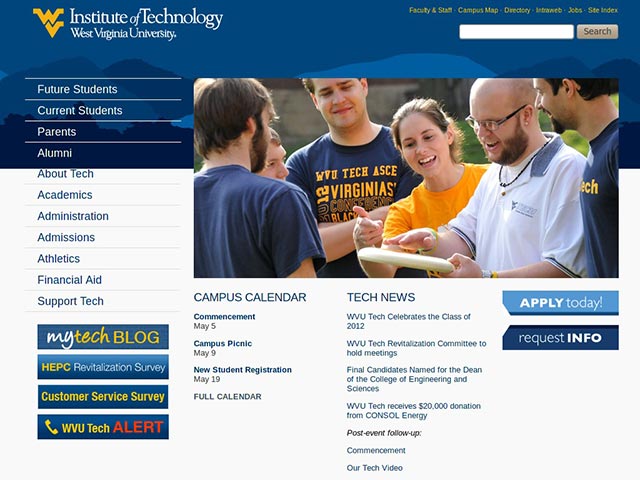 Institute of Technology
West Virginia University.
Faculty & Staff · Campus Map · Directory · Intraweb · Jobs · Site Index
Search
Future Students
Current Students
Parents
Alumni
About Tech
Academics
Administration
Admissions
Athletics
Financial Aid
Support Tech
mytech BLOG
HEPC Revitalization Survey
Customer Service Survey
WVU Tech ALERT
WVU TECH ASCE
VIRGINIAS'
CONFERENCE
tech
CAMPUS CALENDAR
Commencement
May 5
Campus Picnic
May 9
New Student Registration
May 19
FULL CALENDAR
TECH NEWS
WVU Tech Celebrates the Class of
2012
WVU Tech Revitalization Committee to
hold meetings
Final Candidates Named for the Dean
of the College of Engineering and
Sciences
WVU Tech receives $20,000 donation
from CONSOL Energy
Post-event follow-up:
Commencement
Our Tech Video
APPLY today!
request INFO